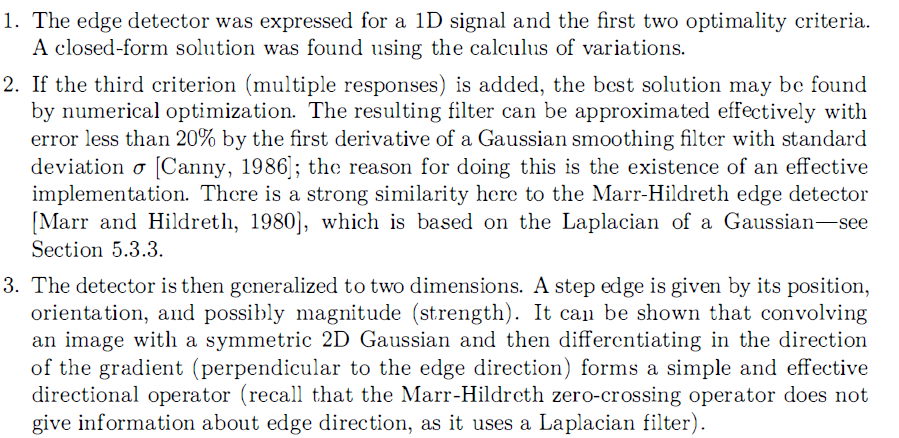 1. The edge detector was expressed for a 1D signal and the first two optimality criteria.
A closed-form solution was found using the calculus of variations.
2. If the third criterion (multiple responses) is added, the best solution may be found
by numerical optimization. The resulting filter can be approximated effectively with
error less than 20% by the first derivative of a Gaussian smoothing filter with standard
deviation σ [Canny, 1986]; the reason for doing this is the existence of an effective
implementation. There is a strong similarity here to the Marr-Hildreth edge detector
[Marr and Hildreth, 1980], which is based on the Laplacian of a Gaussian—see
Section 5.3.3.
3. The detector is then generalized to two dimensions. A step edge is given by its position,
orientation, and possibly magnitude (strength). It can be shown that convolving
an image with a symmetric 2D Gaussian and then differentiating in the direction
of the gradient (perpendicular to the edge direction) forms a simple and effective
directional operator (recall that the Marr-Hildreth zero-crossing operator does not
give information about edge direction, as it uses a Laplacian filter).